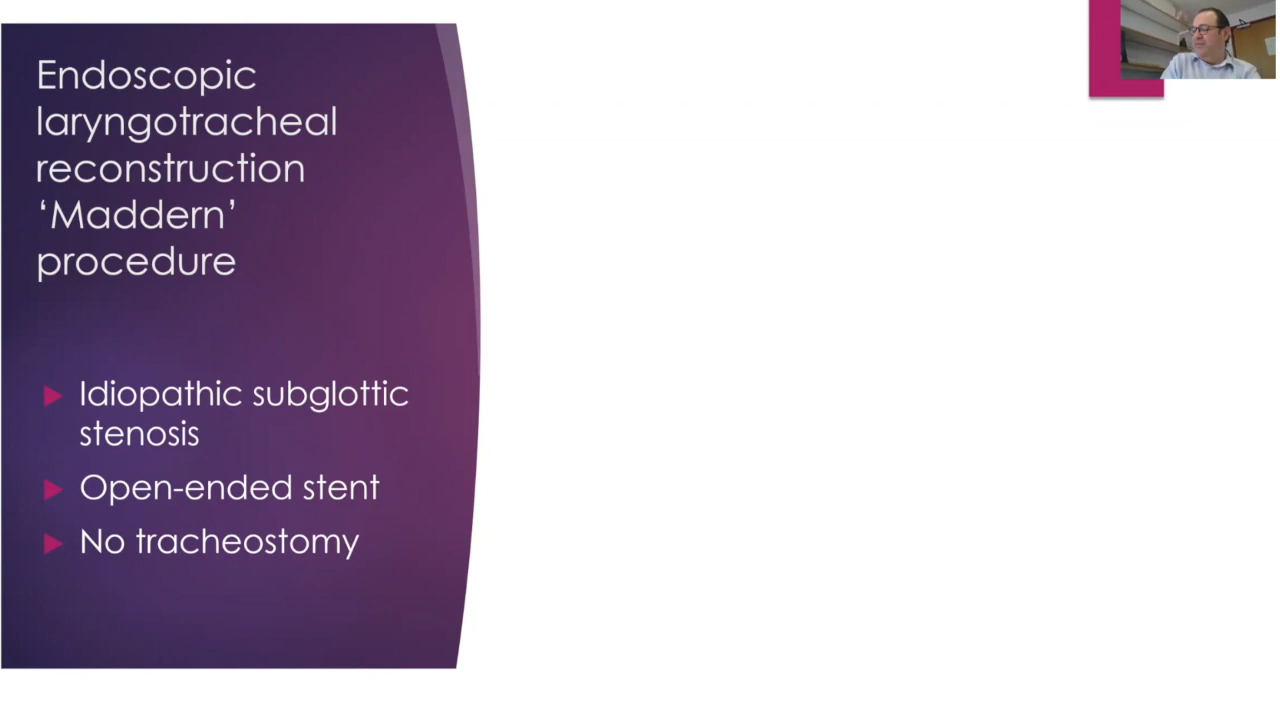 Endoscopic
laryngotracheal
reconstruction
‘Maddern’
procedure
Idiopathic subglottic
stenosis
Open-ended stent
No tracheostomy